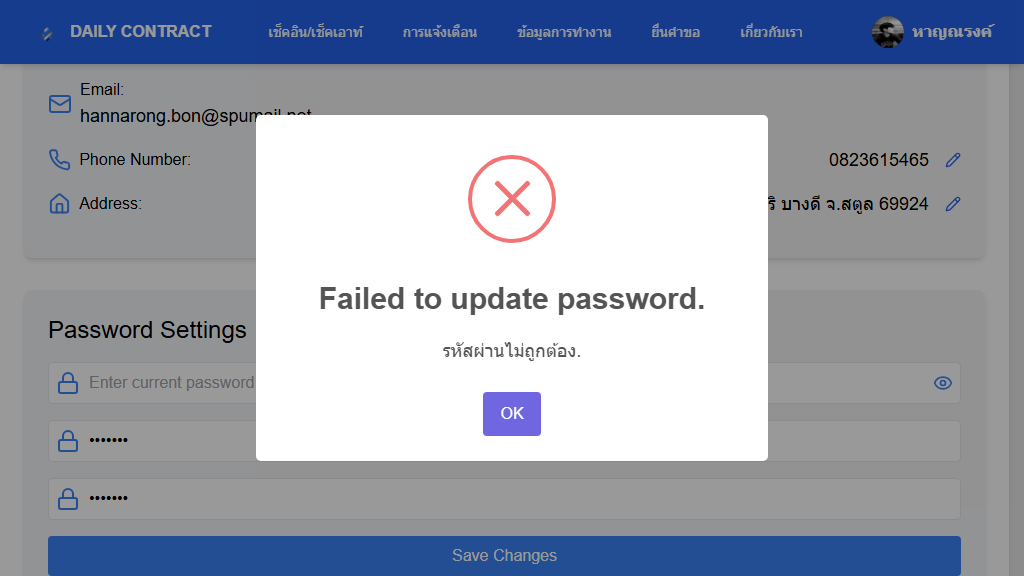 DAILY CONTRACT
เช็คอิน/เช็คเอาท์
การแจ้งเตือน
ข้อมูลการทำงาน
ยื่นคำขอ
เกี่ยวกับเรา
หาญณรงค์
Email:
hannarong.bon@spumail.net
Phone Number:
0823615465
Address:
บางดี จ.สตูล 69924
Failed to update password.
รหัสผ่านไม่ถูกต้อง.
OK
Password Settings
Enter current password
•••••••
•••••••
Save Changes